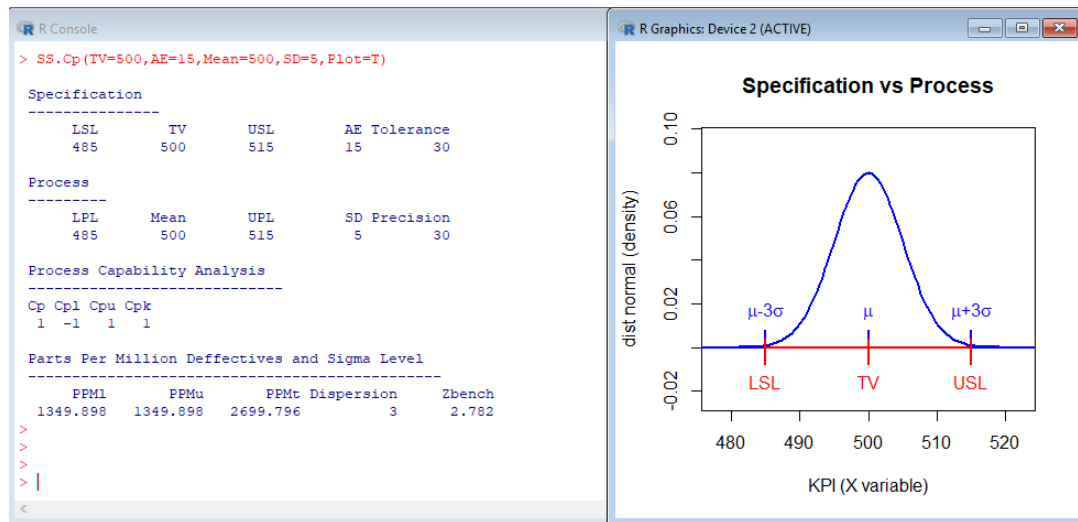 R Console
> SS.Cp(TV=500,AE=15,Mean=500,SD=5,Plot=T)
Specification
---------------
LSL TV USL AE Tolerance
485 500 515 15 30
Process
---------
LPL Mean UPL SD Precision
485 500 515 5 30
Process Capability Analysis
-----------------------------
Cp Cpl Cpu Cpk
1 -1 1 1
Parts Per Million Deffectives and Sigma Level
-----------------------------------------------
PPMl PPMu PPMt Dispersion Zbench
1349.898 1349.898 2699.796 3 2.782
>
>
>
>
R Graphics: Device 2 (ACTIVE)
Specification vs Process
dist normal (density)
0.10
0.06
0.02
-0.02
μ-3σ μ μ+3σ
LSL TV USL
480 490 500 510 520
KPI (X variable)